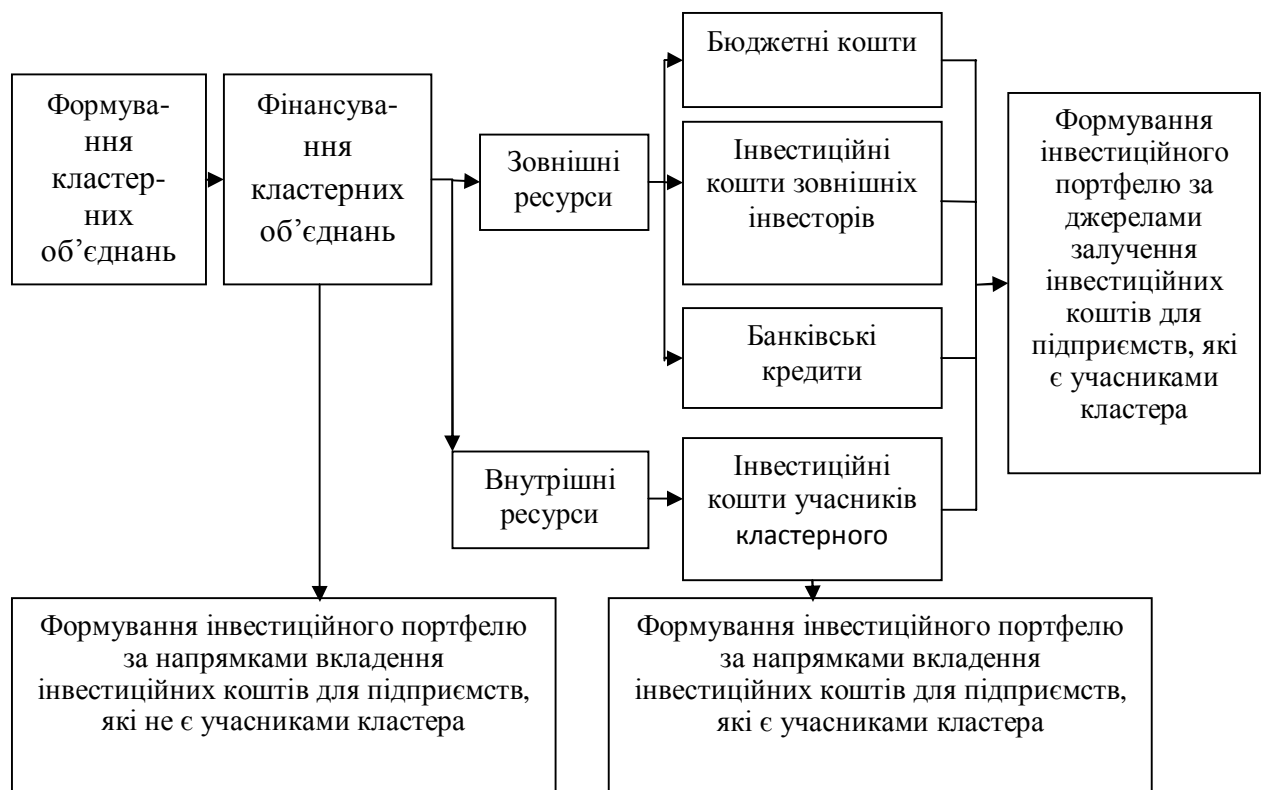 Формува-
ння
кластер-
них
об’єднань
Фінансува-
ння
кластерних
об’єднань
Зовнішні
ресурси
Внутрішні
ресурси
Бюджетні кошти
Інвестиційні
кошти зовнішніх
інвесторів
Банківські
кредити
Інвестиційні
кошти учасників
кластерного
Формування
інвестиційного
портфелю за
джерелами
залучення
інвестиційних
коштів для
підприємств, які
є учасниками
кластера
Формування інвестиційного портфелю
за напрямками вкладення
інвестиційних коштів для підприємств,
які не є учасниками кластера
Формування інвестиційного портфелю
за напрямками вкладення
інвестиційних коштів для підприємств,
які є учасниками кластера